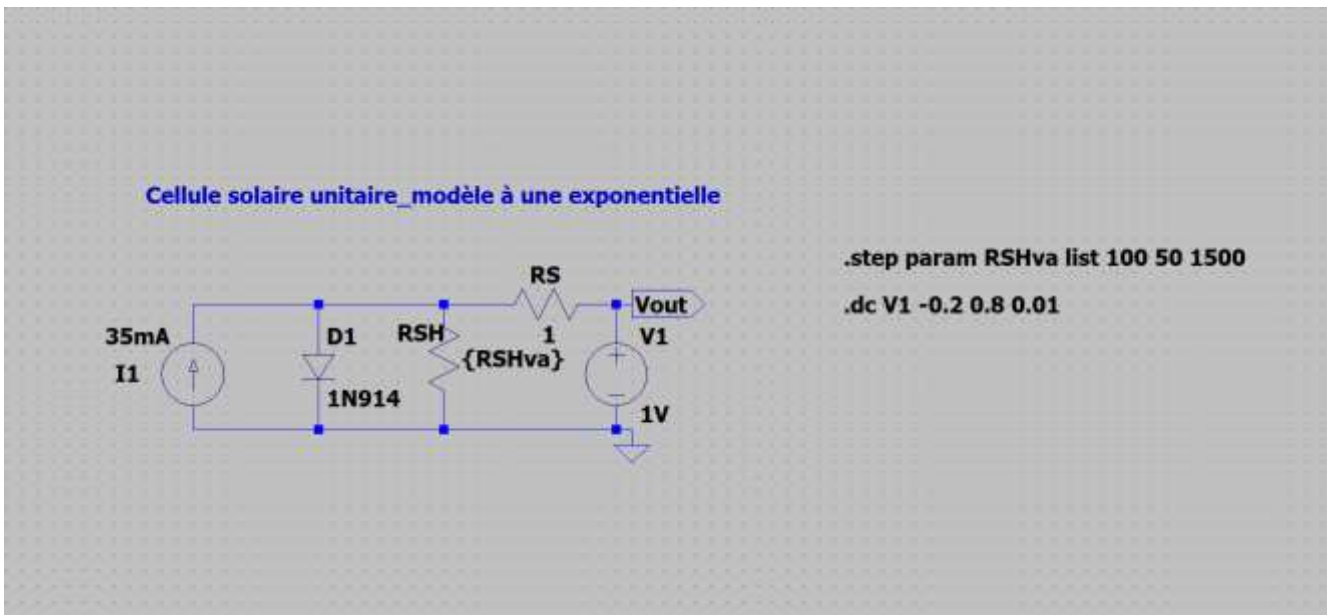 Cellule solaire unitaire_modèle à une exponentielle
.step param RSHva list 100 50 1500
.dc V1 -0.2 0.8 0.01
RS
1
Vout
35mA
I1
D1
1N914
RSH
{RSHva}
V1
1V